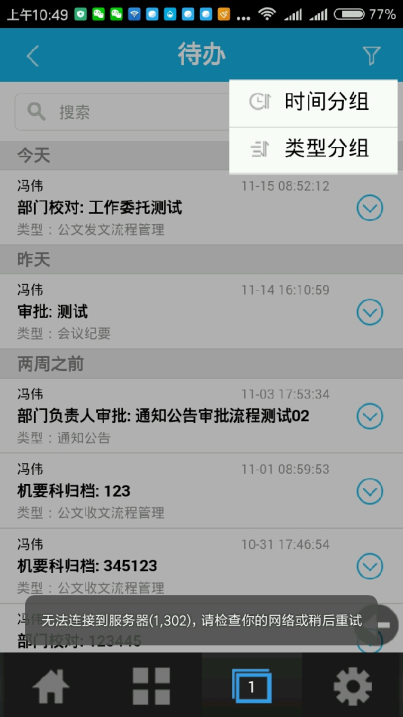 上午10:49
77%
待办
时间分组
搜索
类型分组
今天
冯伟
11-15 08:52:12
部门校对: 工作委托测试
类型：公文发文流程管理
昨天
冯伟
11-14 16:10:59
审批: 测试
类型：会议纪要
两周之前
冯伟
11-03 17:53:34
部门负责人审批: 通知公告审批流程测试02
类型：通知公告
冯伟
11-01 08:59:53
机要科归档: 123
类型：公文收文流程管理
冯伟
10-31 17:46:54
机要科归档: 345123
类型：公文收文流程管理
无法连接到服务器(1,302), 请检查你的网络或稍后重试
部门校对: 123445
1